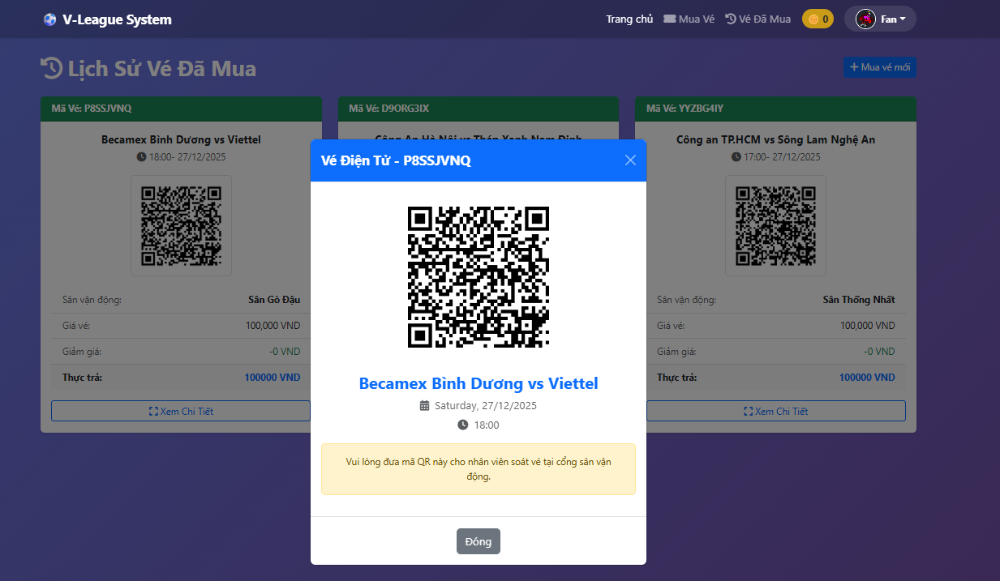 V-League System
Trang chủ
Mua Vé
Vé Đã Mua
0
Fan
Lịch Sử Vé Đã Mua
+ Mua vé mới
Mã Vé: P8SSJVNQ
Becamex Bình Dương vs Viettel
18:00- 27/12/2025
Sân vận động: Sân Gò Đậu
Giá vé: 100,000 VND
Giảm giá: -0 VND
Thực trả: 100000 VND
Xem Chi Tiết
Mã Vé: D9ORG3IX
Công An Hà Nội vs Thép Xanh Nam Định
Mã Vé: YYZBG4IY
Công an TP.HCM vs Sông Lam Nghệ An
17:00- 27/12/2025
Sân vận động: Sân Thống Nhất
Giá vé: 100,000 VND
Giảm giá: -0 VND
Thực trả: 100000 VND
Xem Chi Tiết
Vé Điện Tử - P8SSJVNQ
Becamex Bình Dương vs Viettel
Saturday, 27/12/2025
18:00
Vui lòng đưa mã QR này cho nhân viên soát vé tại cổng sân vận
động.
Đóng